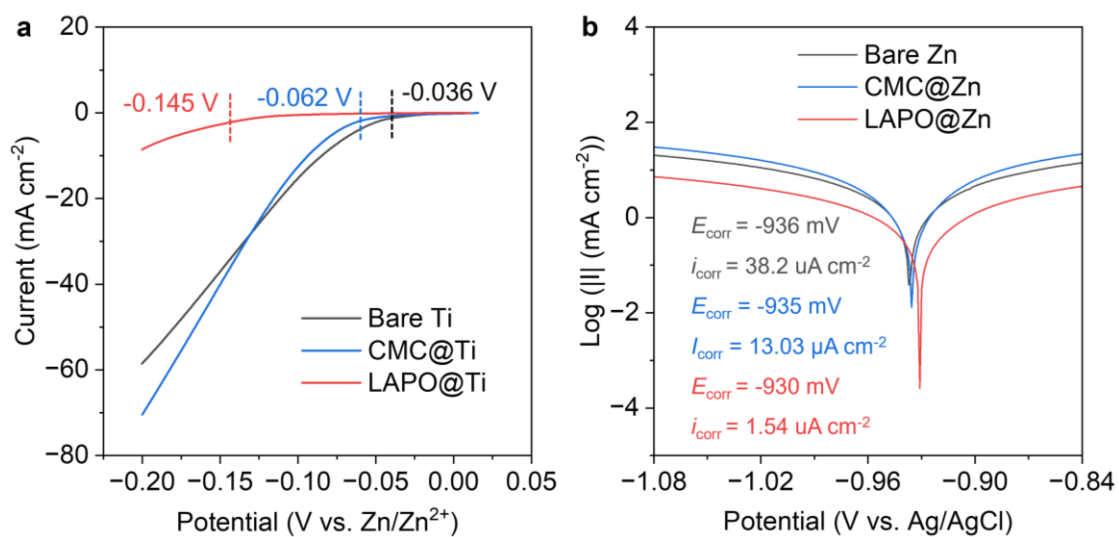 a
20
0
−20
−40
−60
−80
Current (mA cm-2)
-0.145 V
-0.062 V
-0.036 V
Bare Ti
CMC@Ti
LAPO@Ti
−0.20
−0.15
−0.10
−0.05
0.00
0.05
Potential (V vs. Zn/Zn2+)
b
4
2
0
−2
−4
Log (|I| (mA cm-2))
Bare Zn
CMC@Zn
LAPO@Zn
Ecorr = -936 mV
icorr = 38.2 uA cm-2
Ecorr = -935 mV
Icorr = 13.03 μA cm-2
Ecorr = -930 mV
icorr = 1.54 uA cm-2
−1.08
−1.02
−0.96
−0.90
−0.84
Potential (V vs. Ag/AgCl)